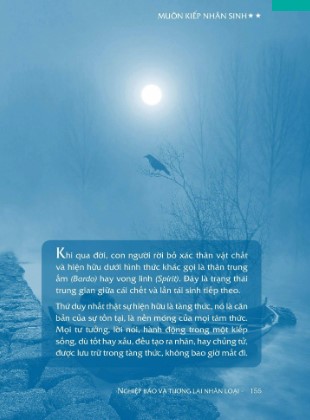 MUÔN KIẾP NHÂN SINH★★
Khi qua đời, con người rời bỏ xác thân vật chất
và hiện hữu dưới hình thức khác gọi là thân trung
ấm (Bardo) hay vong linh (Spirit). Đây là trạng thái
trung gian giữa cái chết và lần tái sinh tiếp theo.
Thứ duy nhất thật sự hiện hữu là tàng thức, nó là căn
bản của sự tồn tại, là nền móng của mọi tâm thức.
Mọi tư tưởng, lời nói, hành động trong một kiếp
sống, dù tốt hay xấu, đều tạo ra nhân, hay chủng tử,
được lưu trữ trong tàng thức, không bao giờ mất đi.
NGHIỆP BÁO VÀ TƯƠNG LAI NHÂN LOẠI 155